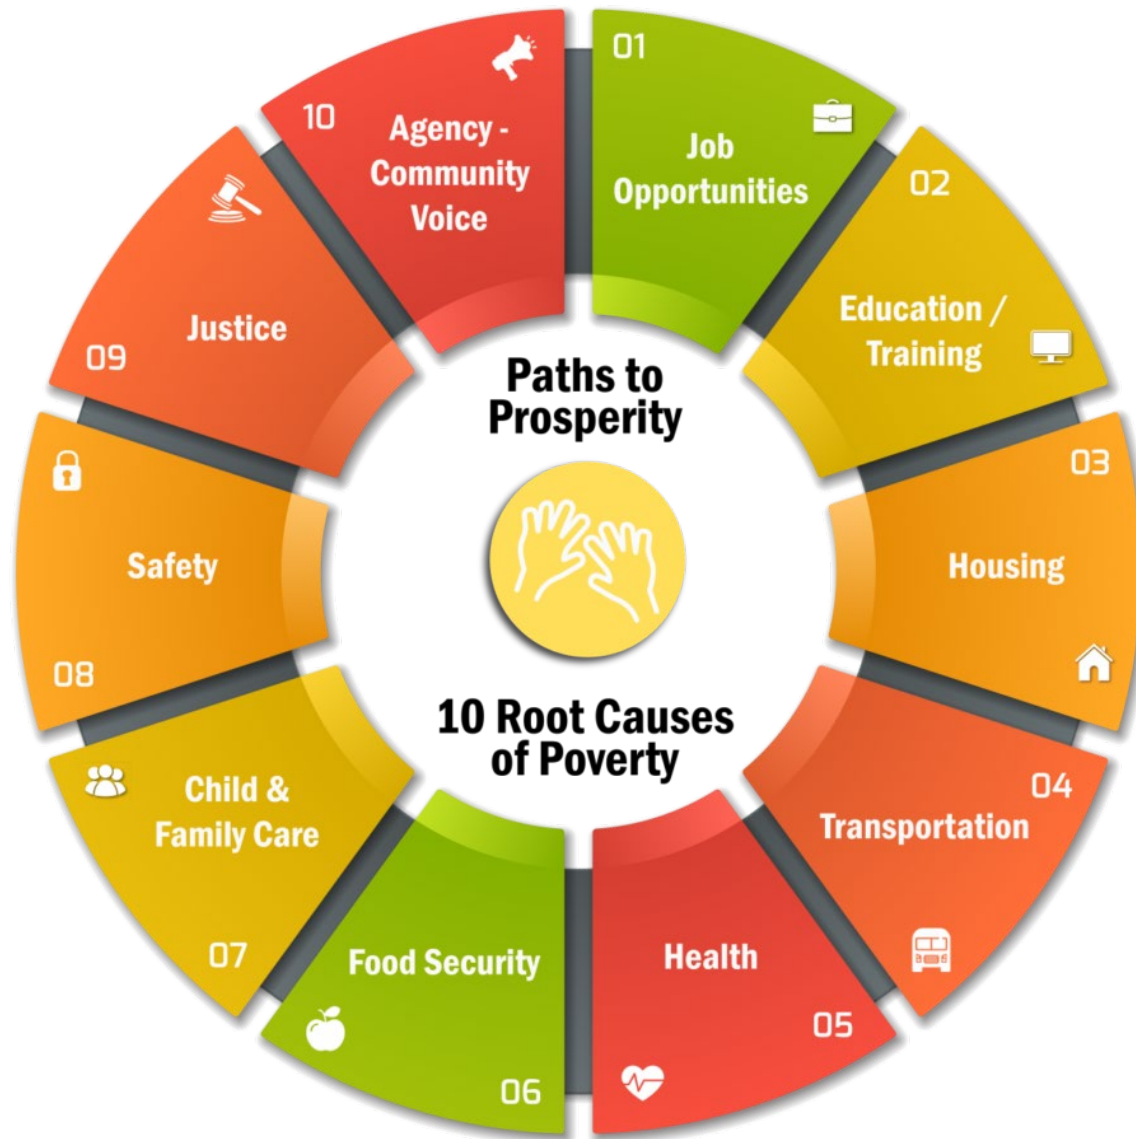 Paths to
Prosperity
10 Root Causes
of Poverty
01
Job
Opportunities
02
Education /
Training
03
Housing
04
Transportation
Health
05
Food Security
06
Child &
Family Care
07
Safety
08
Justice
09
10
Agency -
Community
Voice